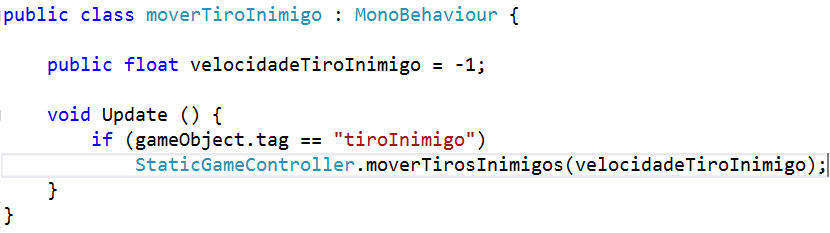 public class moverTiroInimigo : MonoBehaviour {
public float velocidadeTiroInimigo = -1;
void Update () {
if (gameObject.tag == "tiroInimigo")
StaticGameController.moverTirosInimigos(velocidadeTiroInimigo);
}
}